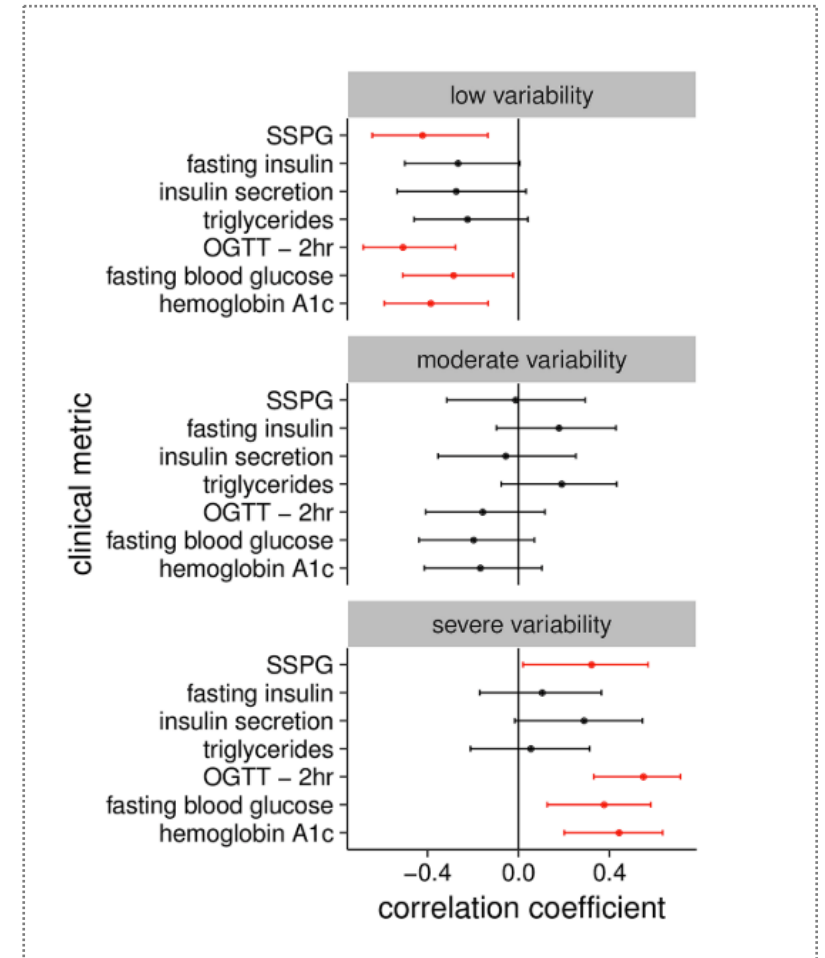 low variability
SSPG
fasting insulin
insulin secretion
triglycerides
OGTT − 2hr
fasting blood glucose
hemoglobin A1c
moderate variability
SSPG
fasting insulin
insulin secretion
triglycerides
OGTT − 2hr
fasting blood glucose
hemoglobin A1c
clinical metric
severe variability
SSPG
fasting insulin
insulin secretion
triglycerides
OGTT − 2hr
fasting blood glucose
hemoglobin A1c
−0.4 0.0 0.4
correlation coefficient